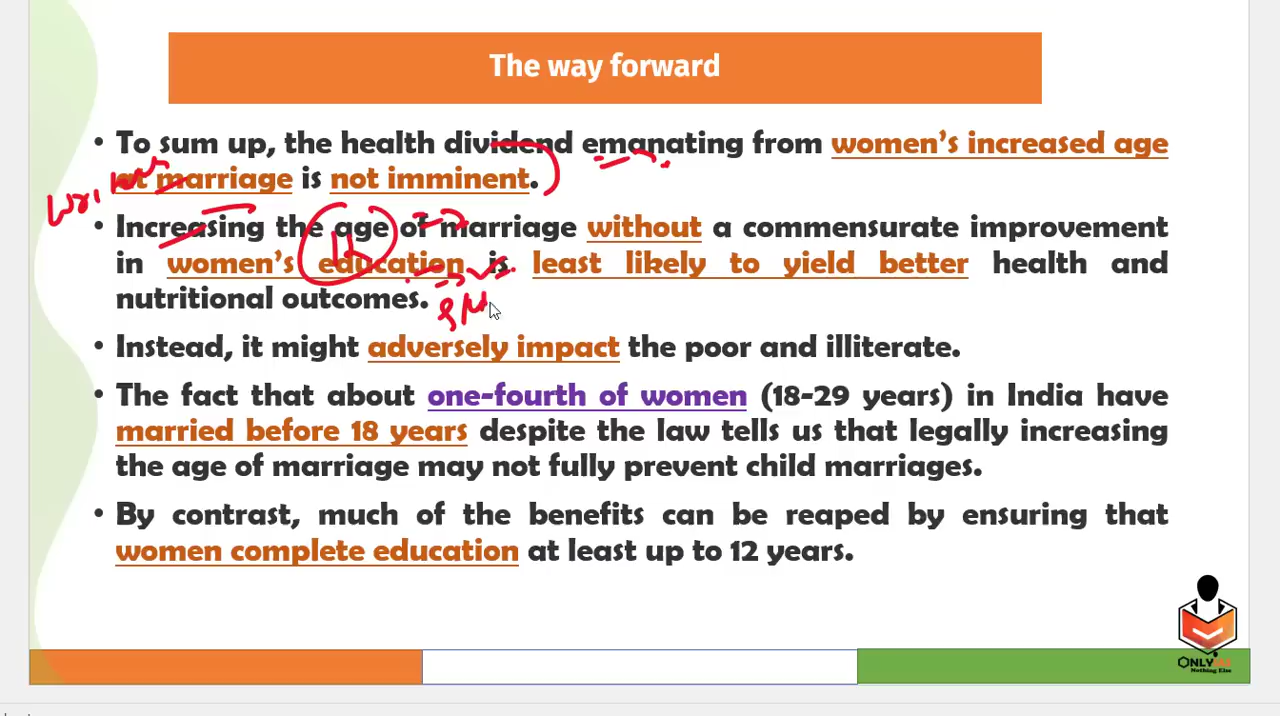 The way forward
• To sum up, the health dividend emanating from women's increased age
at marriage is not imminent.
• Increasing the age of marriage without a commensurate improvement
in women's education is least likely to yield better health and
nutritional outcomes.
• Instead, it might adversely impact the poor and illiterate.
• The fact that about one-fourth of women (18-29 years) in India have
married before 18 years despite the law tells us that legally increasing
the age of marriage may not fully prevent child marriages.
• By contrast, much of the benefits can be reaped by ensuring that
women complete education at least up to 12 years.
ONLY
Nothing Else